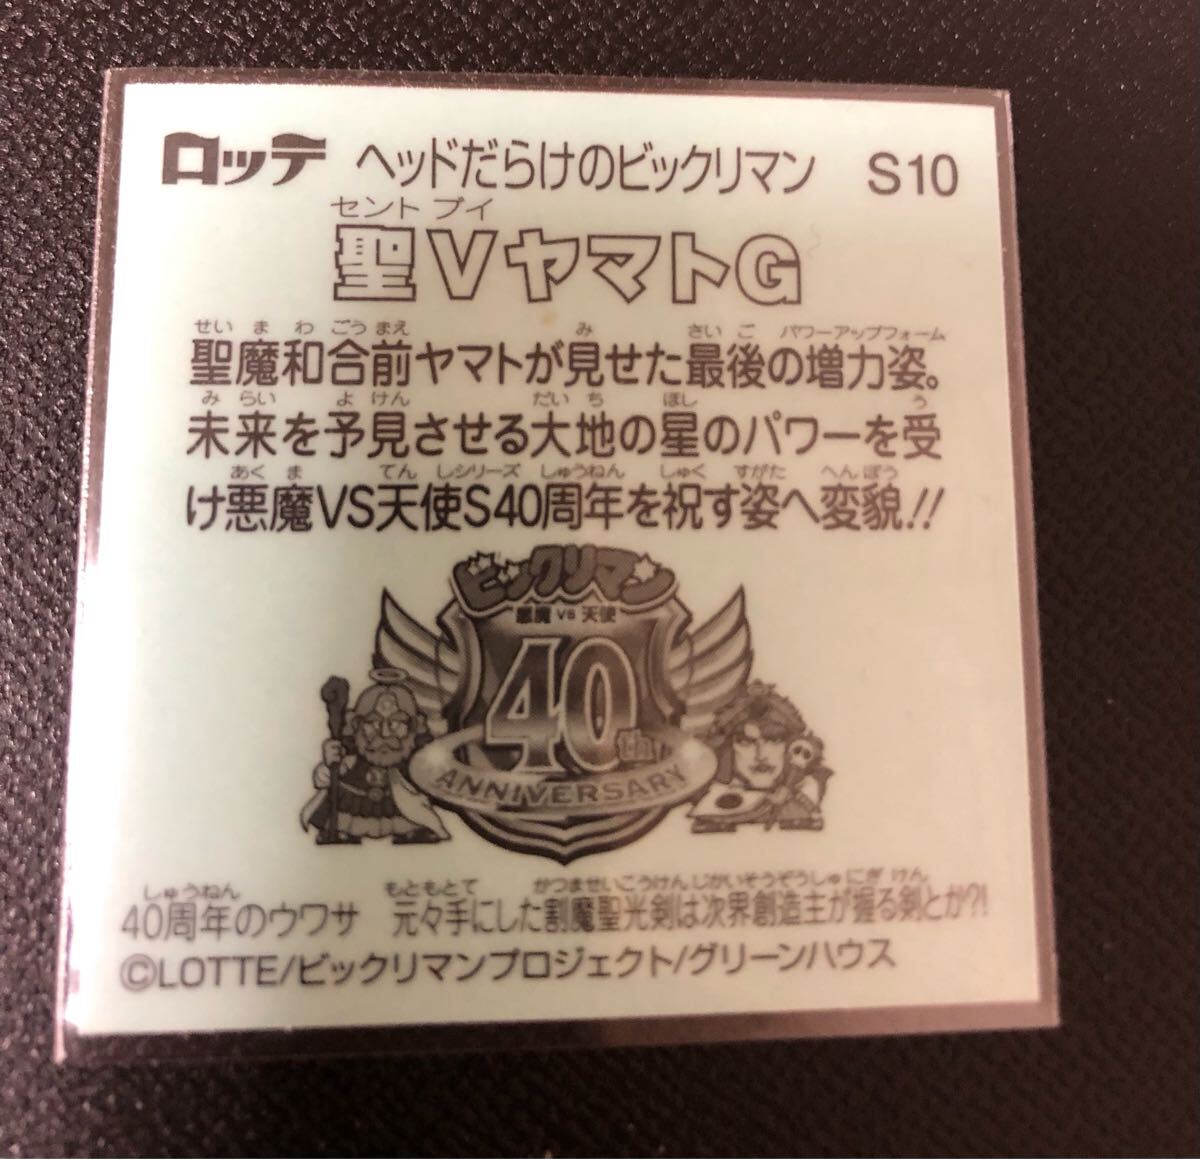 ロッテ ヘッドだらけのビックリマン S10
セント ブイ
聖VヤマトG
せい ま わ ごう まえ み さい ご パワーアップフォーム
聖魔和合前ヤマトが見せた最後の増力姿。
み らい よ けん だい ち ほし う
未来を予見させる大地の星のパワーを受
あく ま てん しシリーズ しゅうねん しゅく すがた へんぼう
け悪魔VS天使S40周年を祝す姿へ変貌!!
ビックリマン
悪魔 VS 天使
40th
ANNIVERSARY
しゅうねん もともとて かつませいこうけんじかいそうぞうしゅにぎ けん
40周年のウワサ 元々手にした割魔聖光剣は次界創造主が握る剣とか?!
©LOTTE/ビックリマンプロジェクト/グリーンハウス